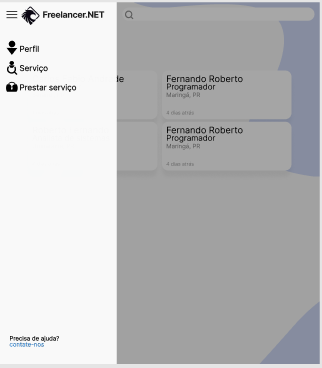 Freelancer.NET
Perfil
Serviço
Prestar serviço
de
Fernando Roberto
Programador
Maringá, PR
4 dias atrás
Fernando Roberto
Programador
Maringá, PR
4 dias atrás
Precisa de ajuda?
contate-nos